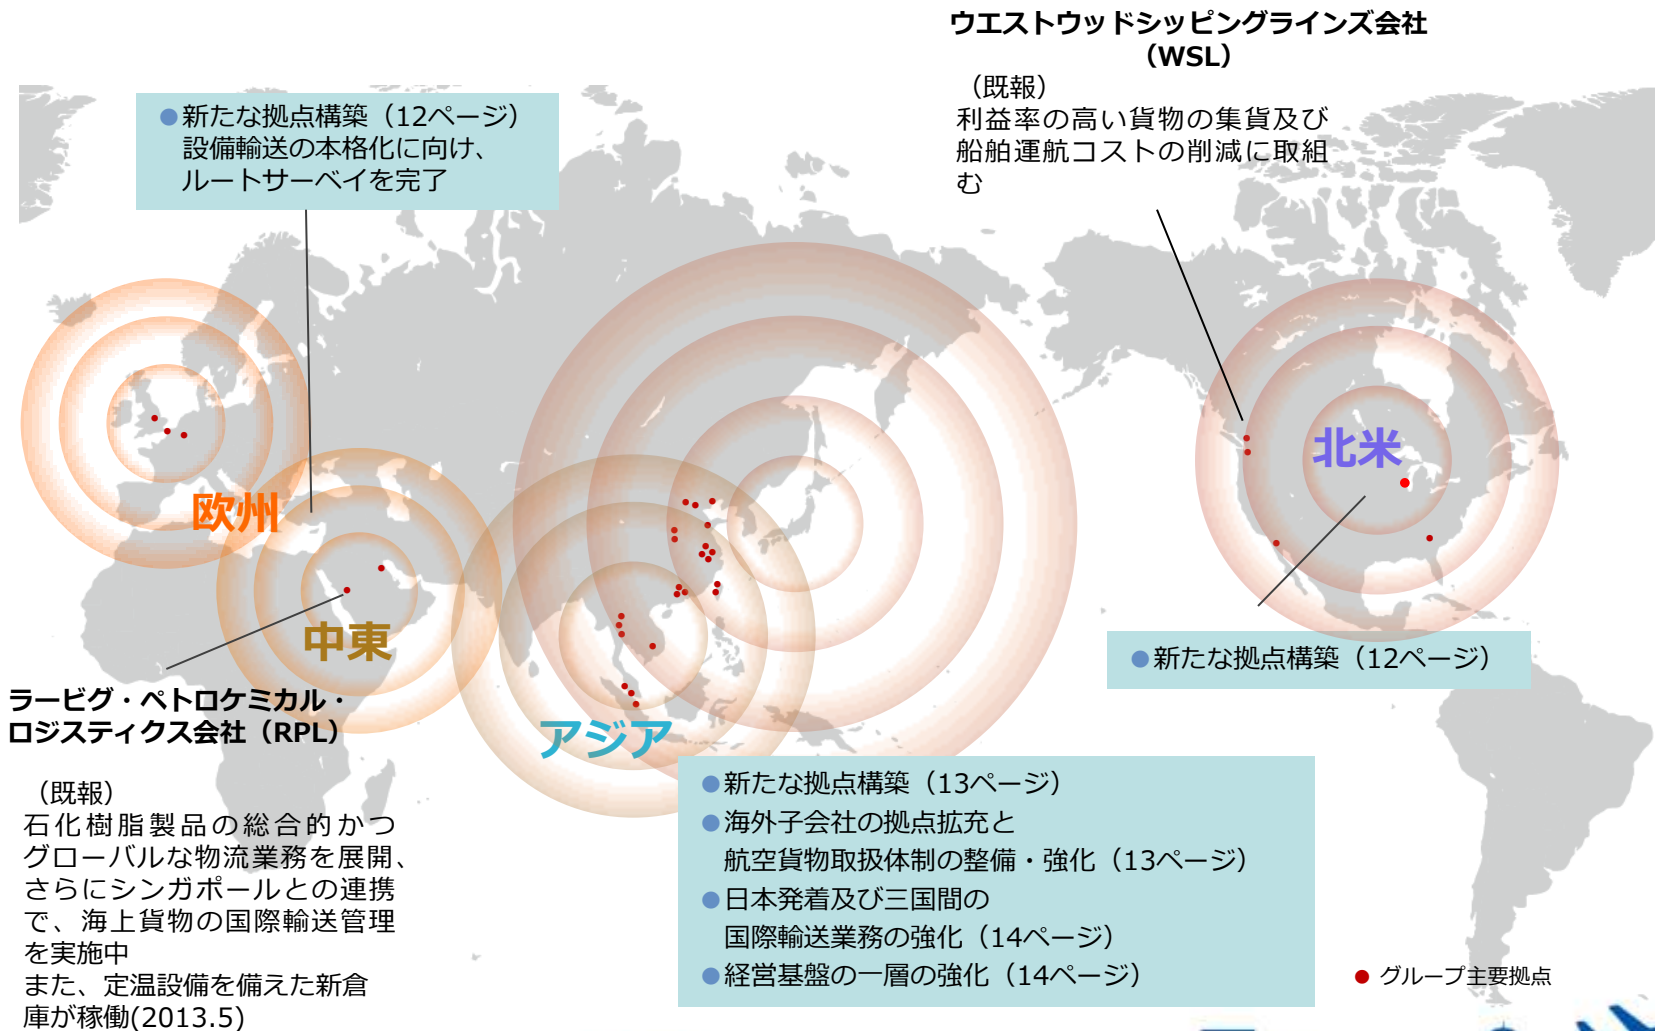 ウエストウッドシッピングラインズ会社
（WSL）
（既報）
利益率の高い貨物の集貨及び
船舶運航コストの削減に取組
む
●新たな拠点構築（12ページ）
設備輸送の本格化に向け、
ルートサーベイを完了
欧州
中東
アジア
北米
●新たな拠点構築（12ページ）
ラービグ・ペトロケミカル・
ロジスティクス会社（RPL）
（既報）
石化樹脂製品の総合的かつ
グローバルな物流業務を展開、
さらにシンガポールとの連携
で、海上貨物の国際輸送管理
を実施中
また、定温設備を備えた新倉
庫が稼働(2013.5)
●新たな拠点構築（13ページ）
●海外子会社の拠点拡充と
航空貨物取扱体制の整備・強化（13ページ）
●日本発着及び三国間の
国際輸送業務の強化（14ページ）
●経営基盤の一層の強化（14ページ）
● グループ主要拠点